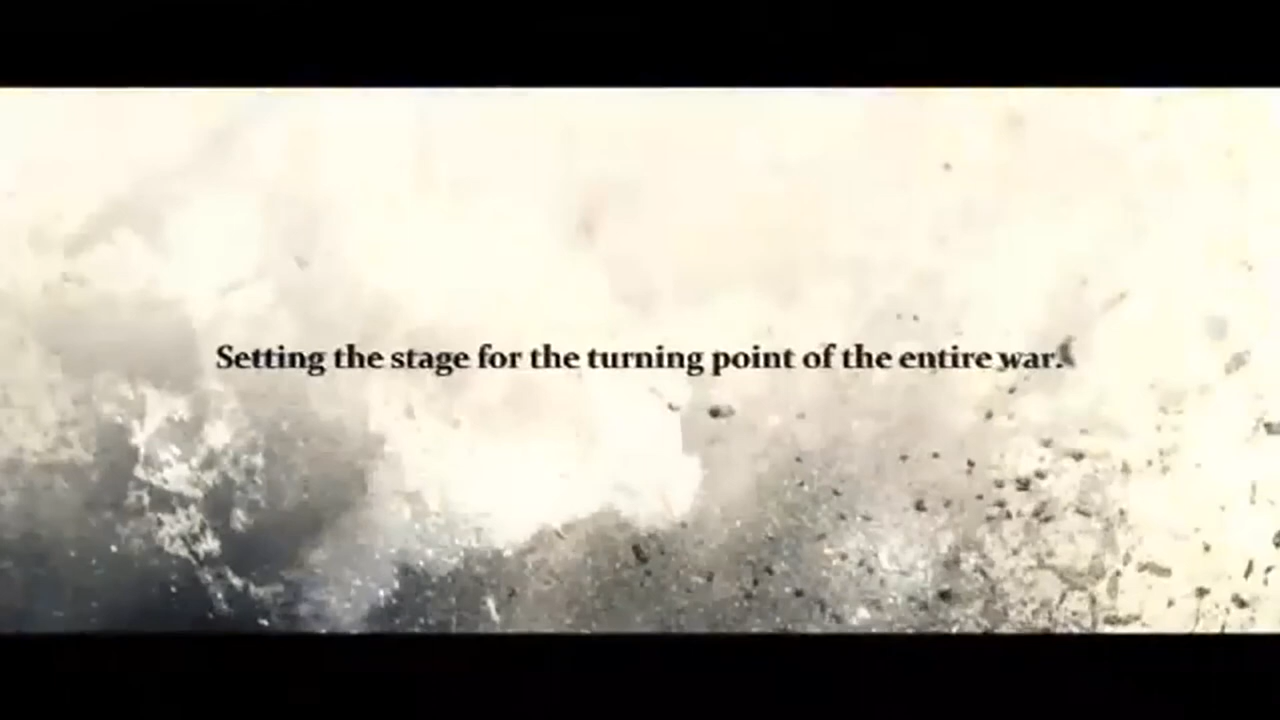 Setting the stage for the turning point of the entire war.